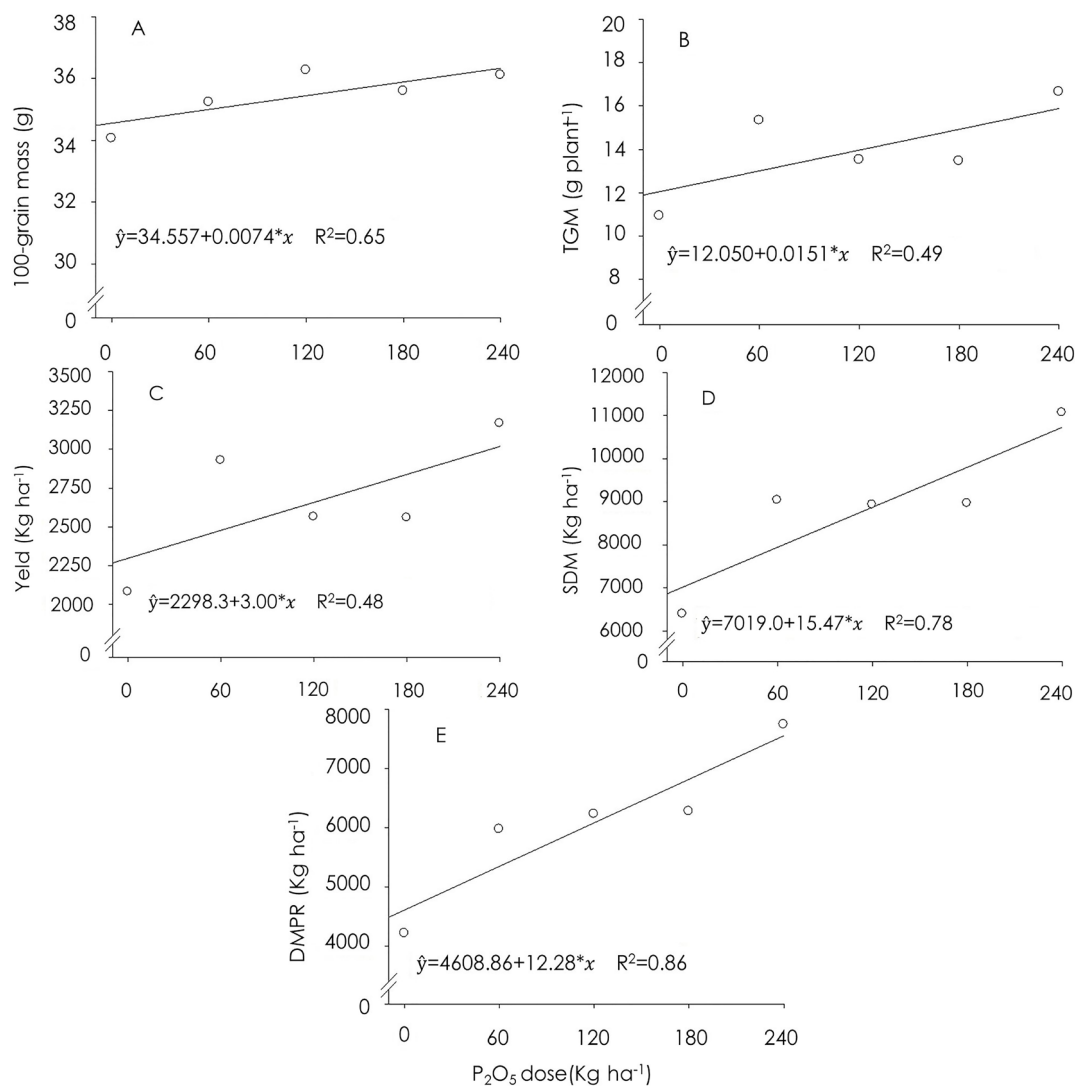 38
A
36
34
32
30
0
100-grain mass (g)
ŷ=34.557+0.0074*x R²=0.65
0 60 120 180 240
20
B
18
16
14
12
10
8
0
TGM (g plant⁻¹)
ŷ=12.050+0.0151*x R²=0.49
0 60 120 180 240
3500
C
3250
3000
2750
2500
2250
2000
0
Yeld (Kg ha⁻¹)
ŷ=2298.3+3.00*x R²=0.48
0 60 120 180 240
12000
D
11000
10000
9000
8000
7000
6000
0
SDM (Kg ha⁻¹)
ŷ=7019.0+15.47*x R²=0.78
0 60 120 180 240
8000
E
7000
6000
5000
4000
0
DMPR (Kg ha⁻¹)
ŷ=4608.86+12.28*x R²=0.86
0 60 120 180 240
P₂O₅ dose(Kg ha⁻¹)